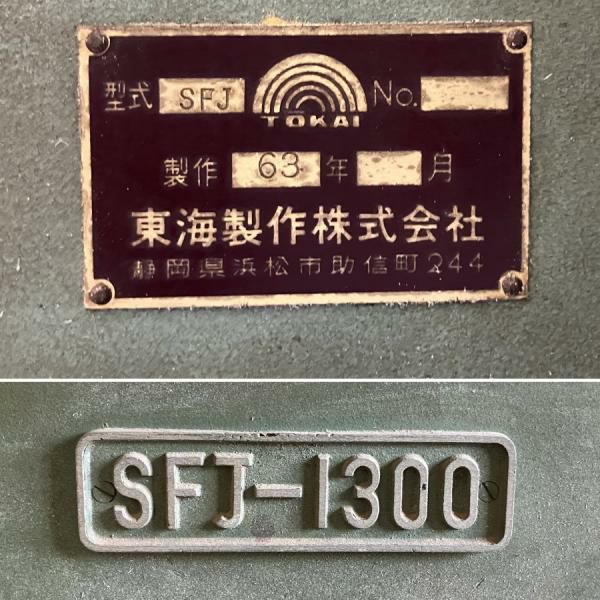 型式 SFJ TOKAI No.
製作 63 年 月
東海製作株式会社
静岡県浜松市助信町244
SFJ-1300